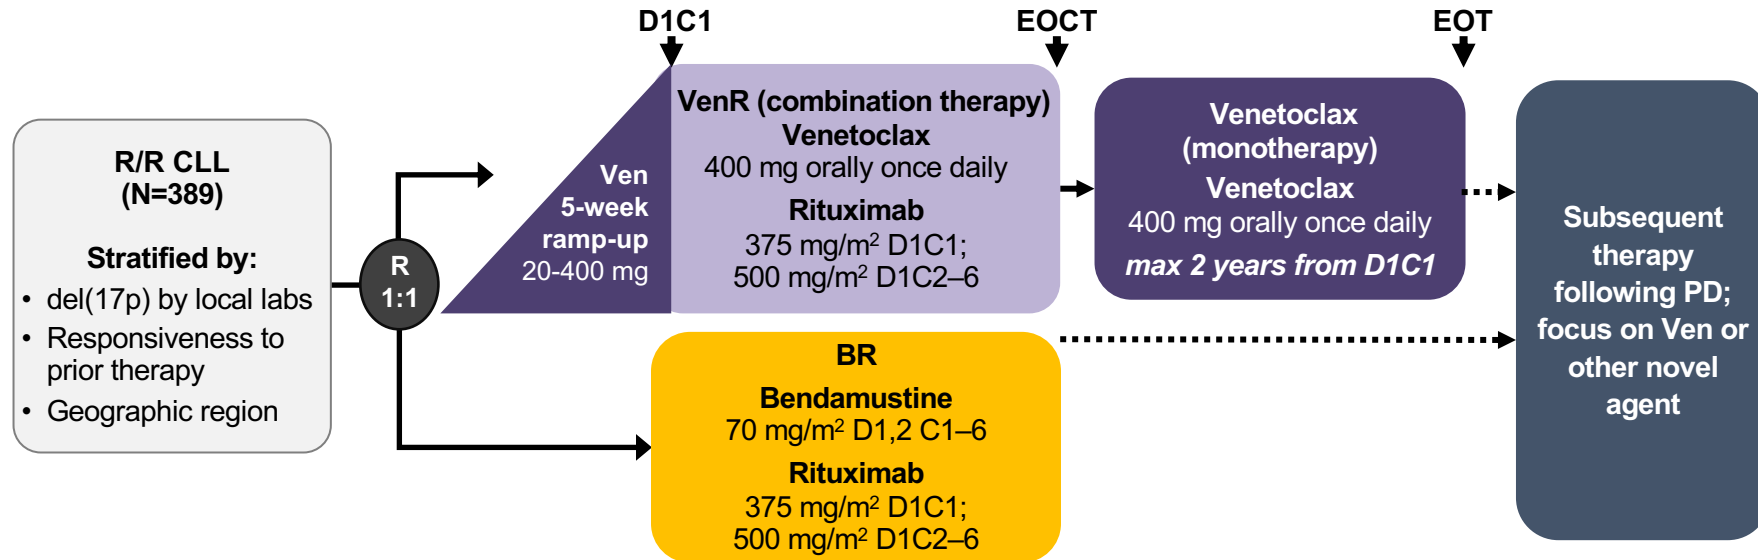 D1C1
EOCT
EOT
R/R CLL
(N=389)
Stratified by:
• del(17p) by local labs
• Responsiveness to
prior therapy
• Geographic region
R
1:1
Ven
5-week
ramp-up
20-400 mg
VenR (combination therapy)
Venetoclax
400 mg orally once daily
Rituximab
375 mg/m² D1C1;
500 mg/m² D1C2–6
Venetoclax
(monotherapy)
Venetoclax
400 mg orally once daily
max 2 years from D1C1
BR
Bendamustine
70 mg/m² D1,2 C1–6
Rituximab
375 mg/m² D1C1;
500 mg/m² D1C2–6
Subsequent
therapy
following PD;
focus on Ven or
other novel
agent